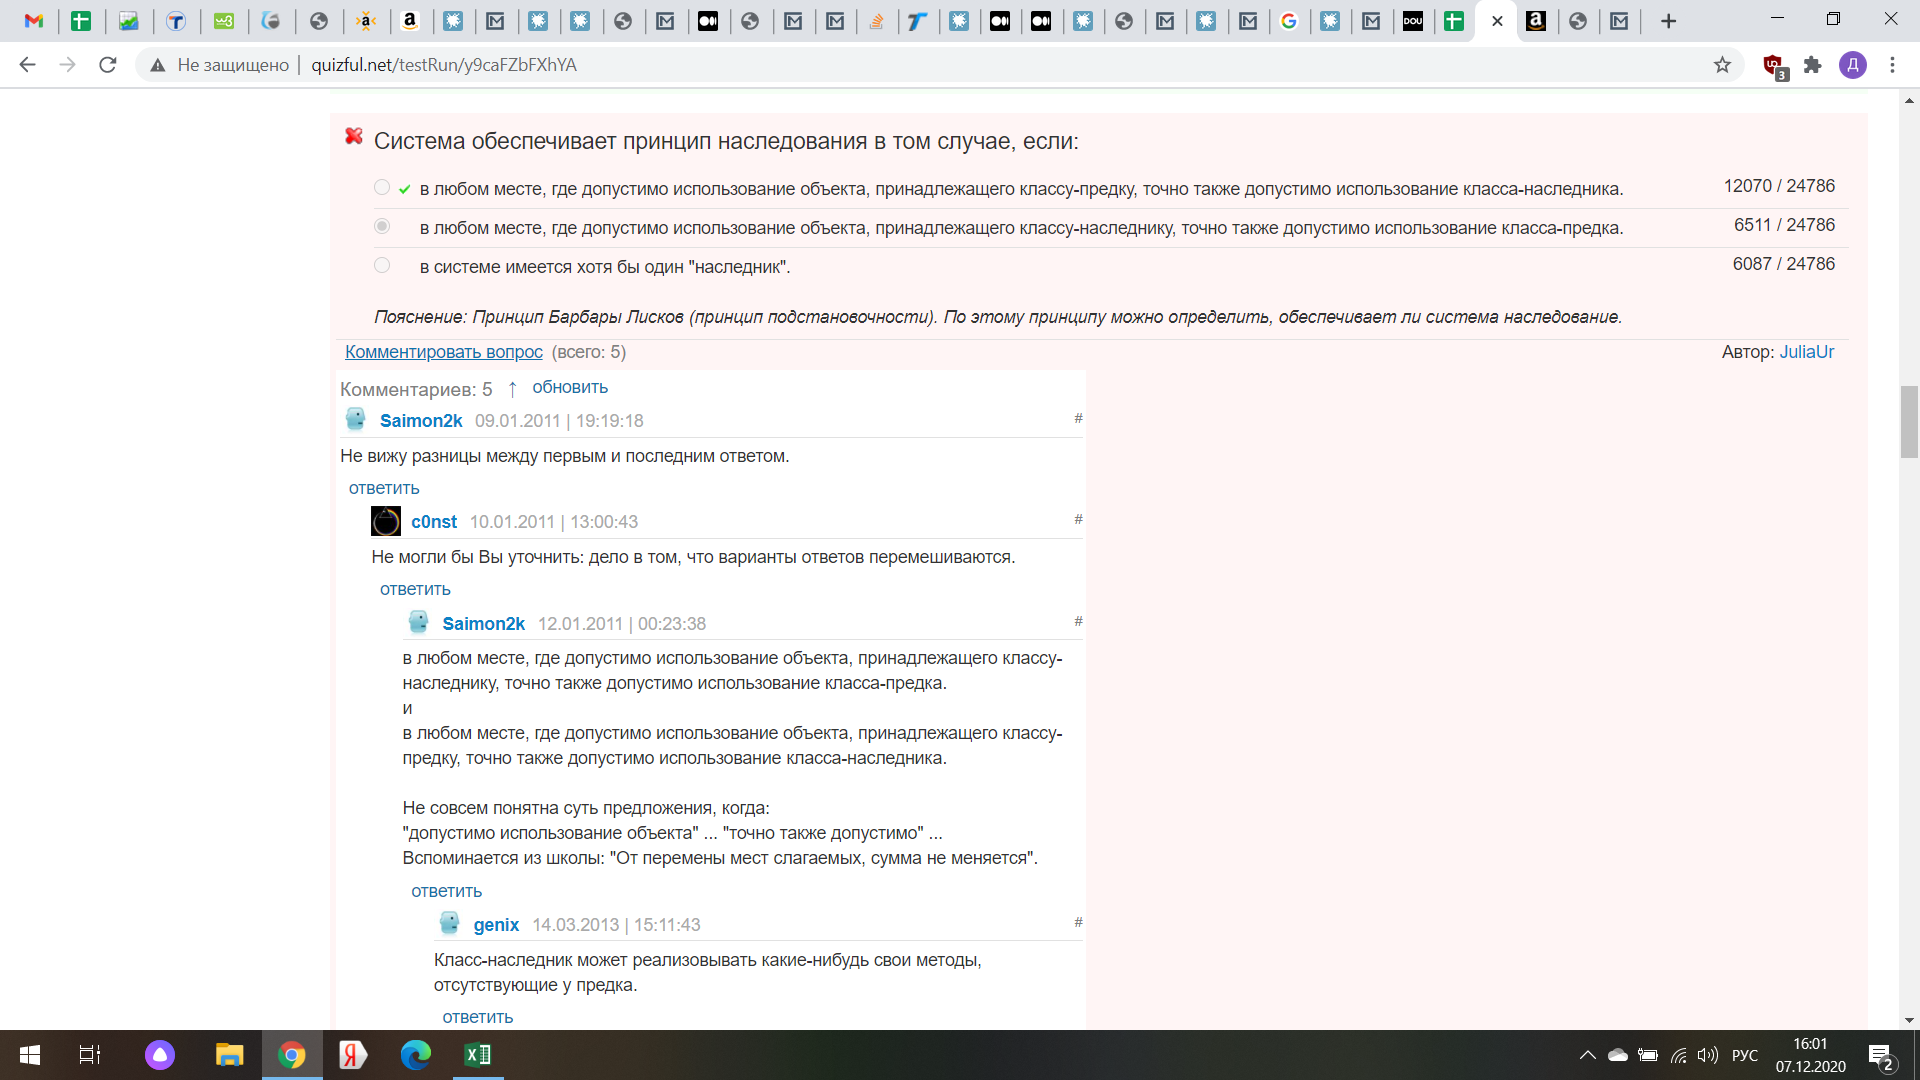 Не защищено | quizful.net/testRun/y9caFZbFXhYA
3
Д
Система обеспечивает принцип наследования в том случае, если:
в любом месте, где допустимо использование объекта, принадлежащего классу-предку, точно также допустимо использование класса-наследника. 12070 / 24786
в любом месте, где допустимо использование объекта, принадлежащего классу-наследнику, точно также допустимо использование класса-предка. 6511 / 24786
в системе имеется хотя бы один "наследник". 6087 / 24786
Пояснение: Принцип Барбары Лисков (принцип подстановочности). По этому принципу можно определить, обеспечивает ли система наследование.
Комментировать вопрос (всего: 5) Автор: JuliaUr
Комментариев: 5 ↑ обновить
Saimon2k 09.01.2011 | 19:19:18 #
Не вижу разницы между первым и последним ответом.
ответить
c0nst 10.01.2011 | 13:00:43 #
Не могли бы Вы уточнить: дело в том, что варианты ответов перемешиваются.
ответить
Saimon2k 12.01.2011 | 00:23:38 #
в любом месте, где допустимо использование объекта, принадлежащего классу-
наследнику, точно также допустимо использование класса-предка.
и
в любом месте, где допустимо использование объекта, принадлежащего классу-
предку, точно также допустимо использование класса-наследника.
Не совсем понятна суть предложения, когда:
"допустимо использование объекта" ... "точно также допустимо" ...
Вспоминается из школы: "От перемены мест слагаемых, сумма не меняется".
ответить
genix 14.03.2013 | 15:11:43 #
Класс-наследник может реализовывать какие-нибудь свои методы,
отсутствующие у предка.
ответить
РУС
16:01
07.12.2020
2